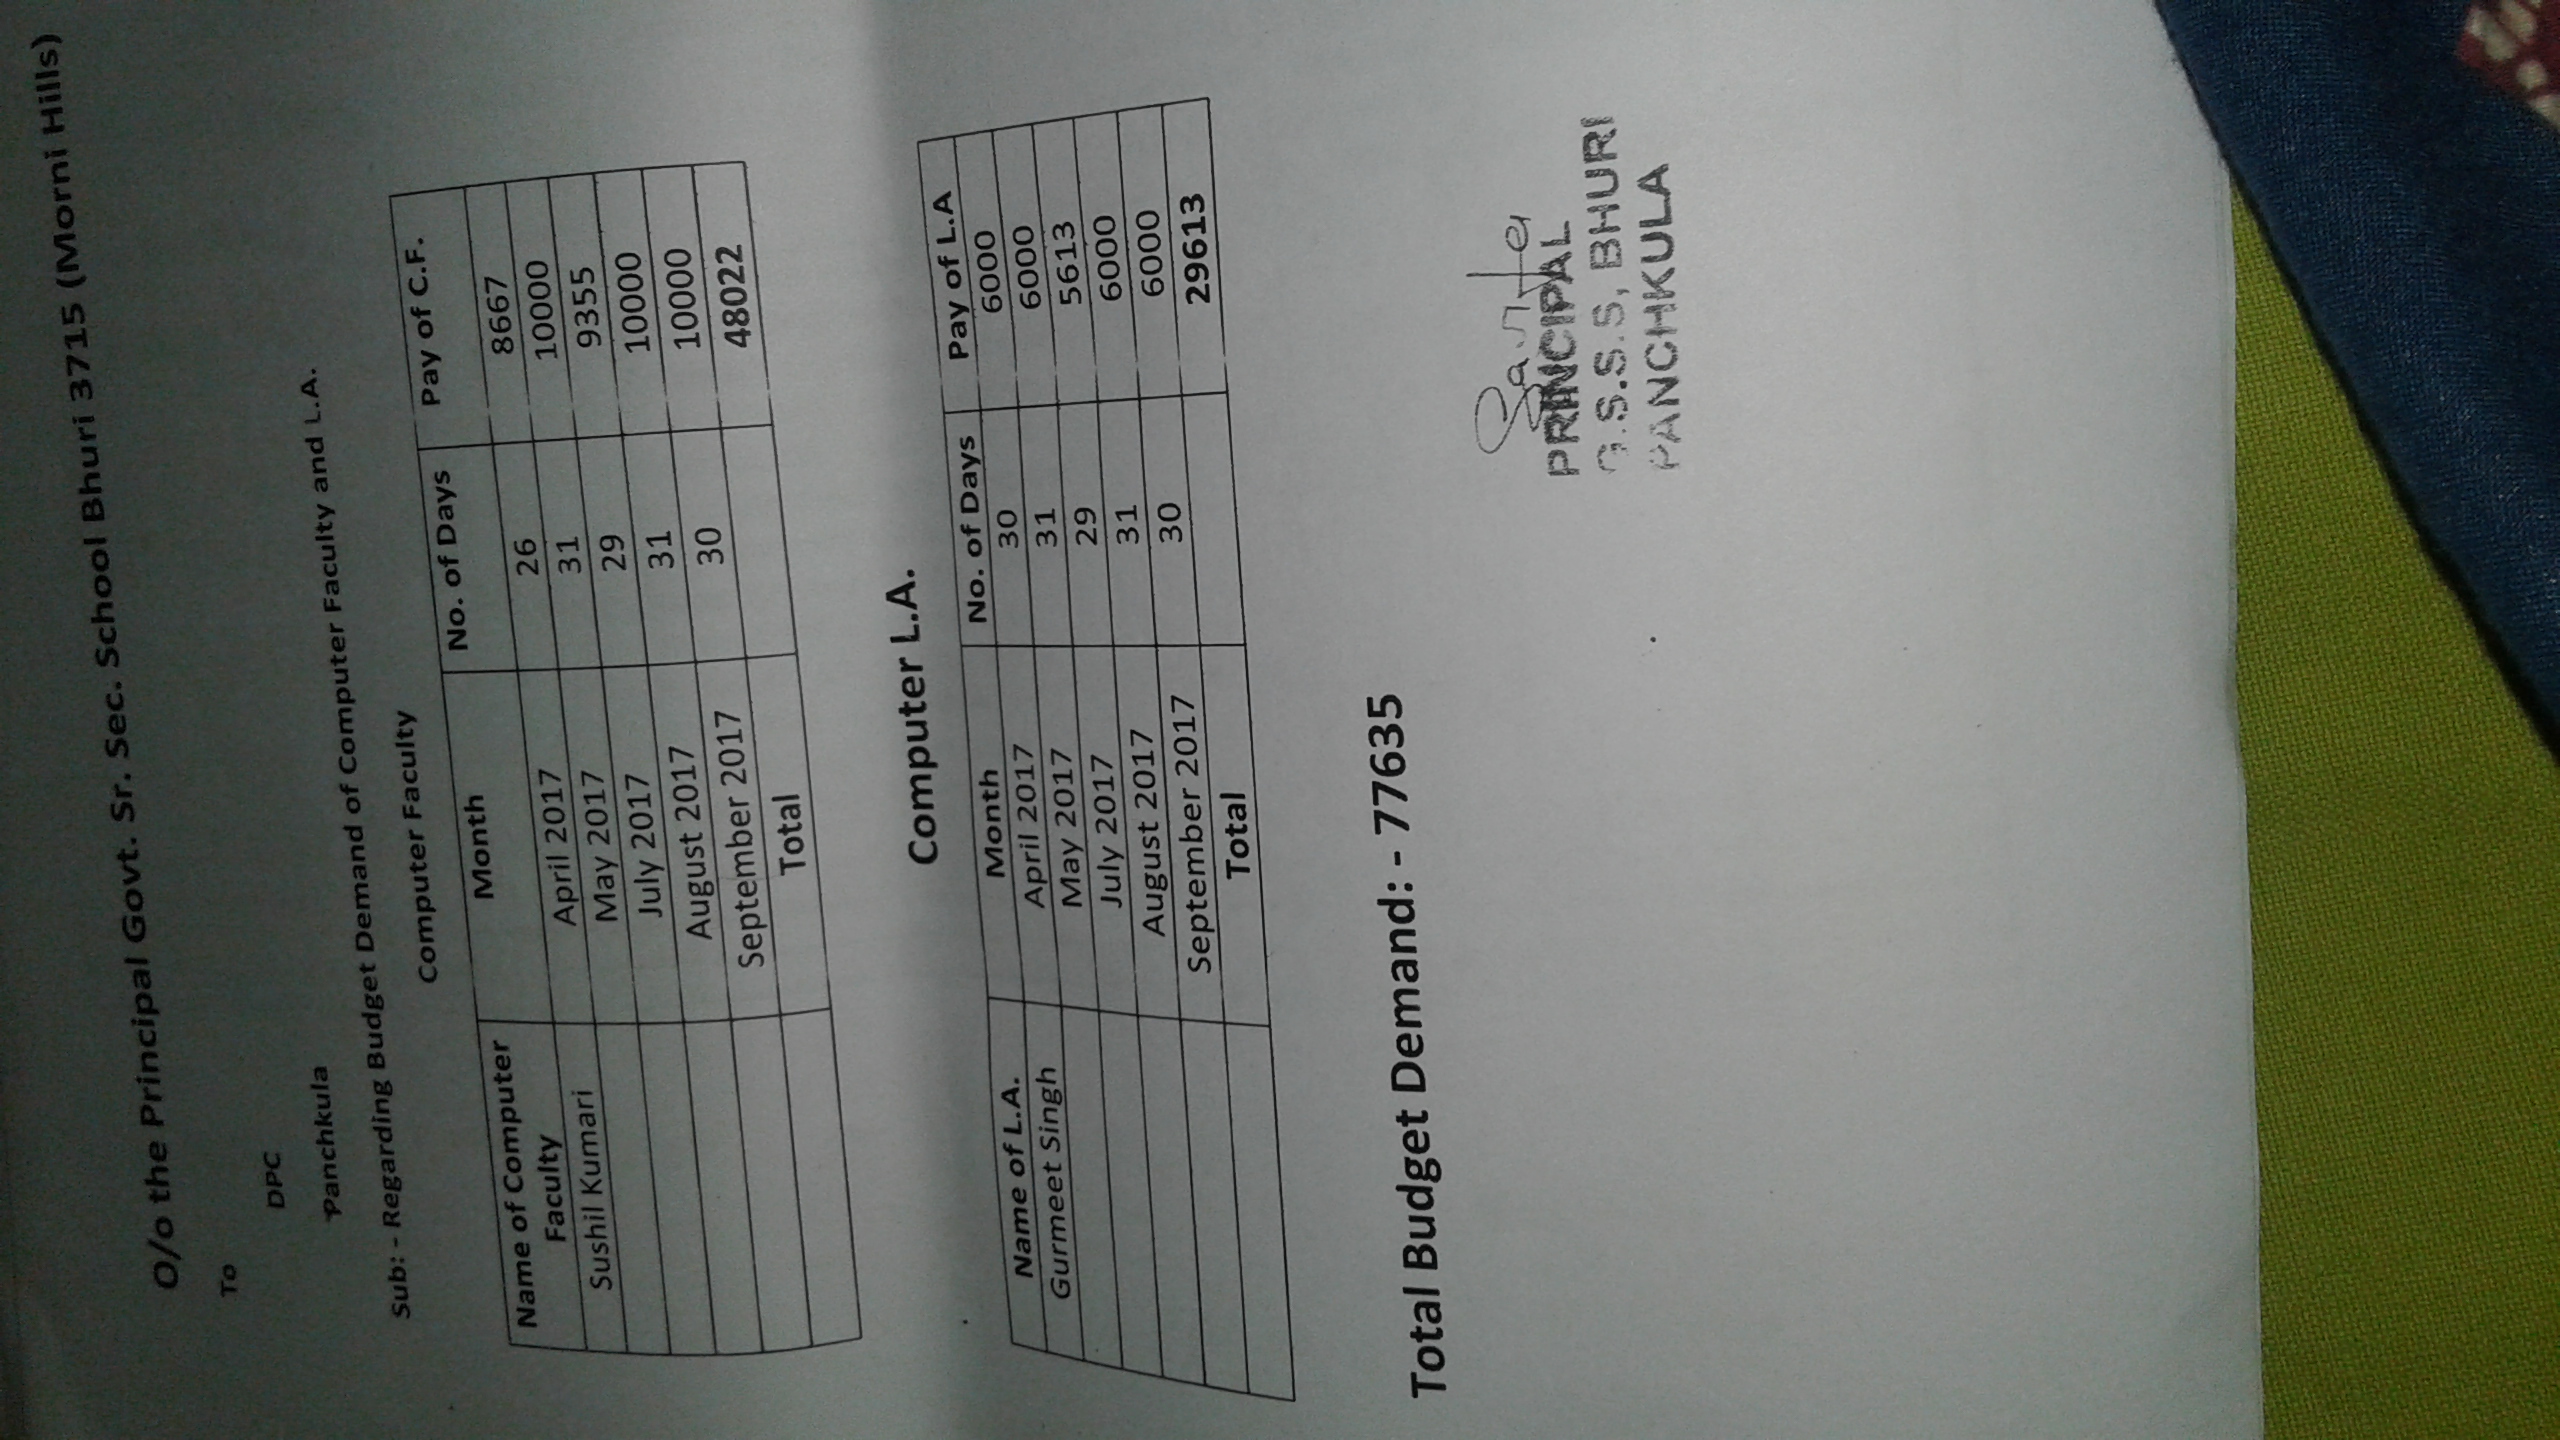 O/o the Principal Govt. Sr. Sec. School Bhuri 3715 (Morni Hills)
To
DPC
Panchkula
Sub: - Regarding Budget Demand of Computer Faculty and L.A.
Computer Faculty
Name of Computer Faculty Month No. of Days Pay of C.F.
Sushil Kumari April 2017 26 8667
May 2017 31 10000
July 2017 29 9355
August 2017 31 10000
September 2017 30 10000
Total 48022
Computer L.A.
Name of L.A. Month No. of Days Pay of L.A
Gurmeet Singh April 2017 30 6000
May 2017 31 6000
July 2017 29 5613
August 2017 31 6000
September 2017 30 6000
Total 29613
Total Budget Demand: - 77635
PRINCIPAL
G.S.S.S, BHURI
PANCHKULA